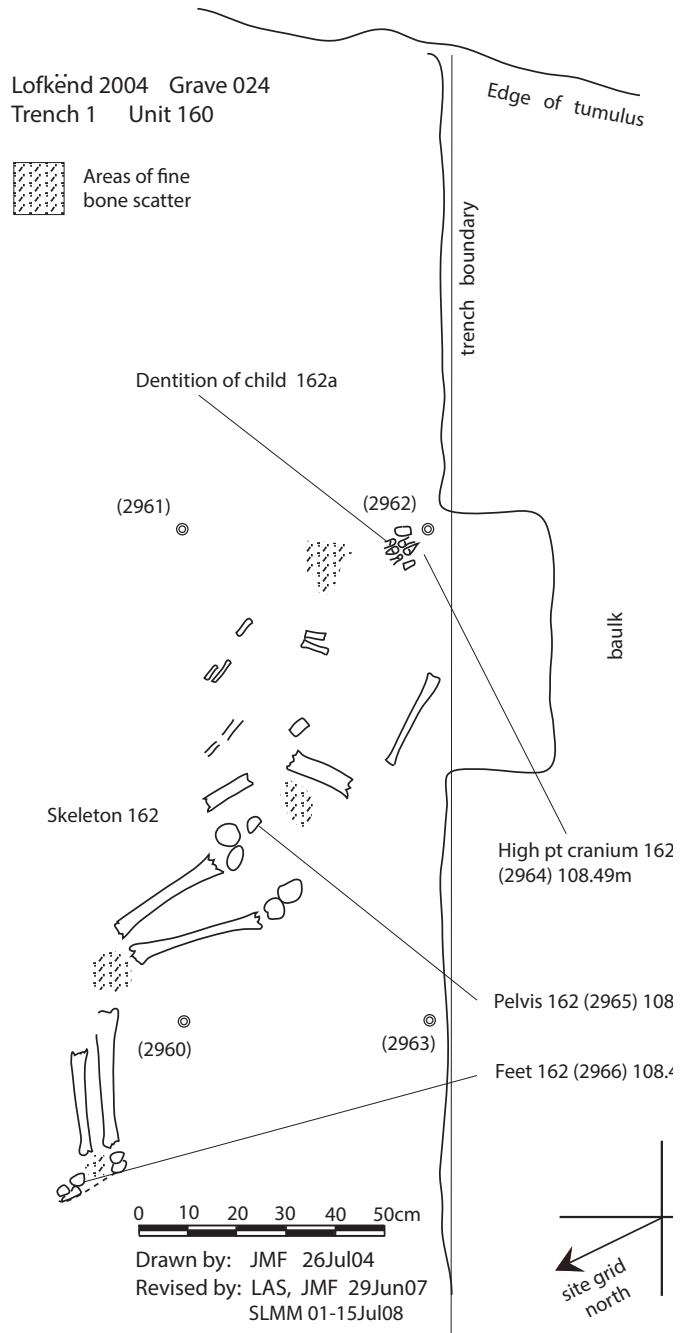 Lofkënd 2004 Grave 024
Trench 1 Unit 160
Areas of fine
bone scatter
Edge of tumulus
trench boundary
Dentition of child 162a
(2961)
(2962)
baulk
Skeleton 162
High pt cranium 162
(2964) 108.49m
Pelvis 162 (2965)
(2960)
(2963)
Feet 162 (2966)
0 10 20 30 40 50cm
Drawn by: JMF 26Jul04
Revised by: LAS, JMF 29Jun07
SLMM 01-15Jul08
site grid
north